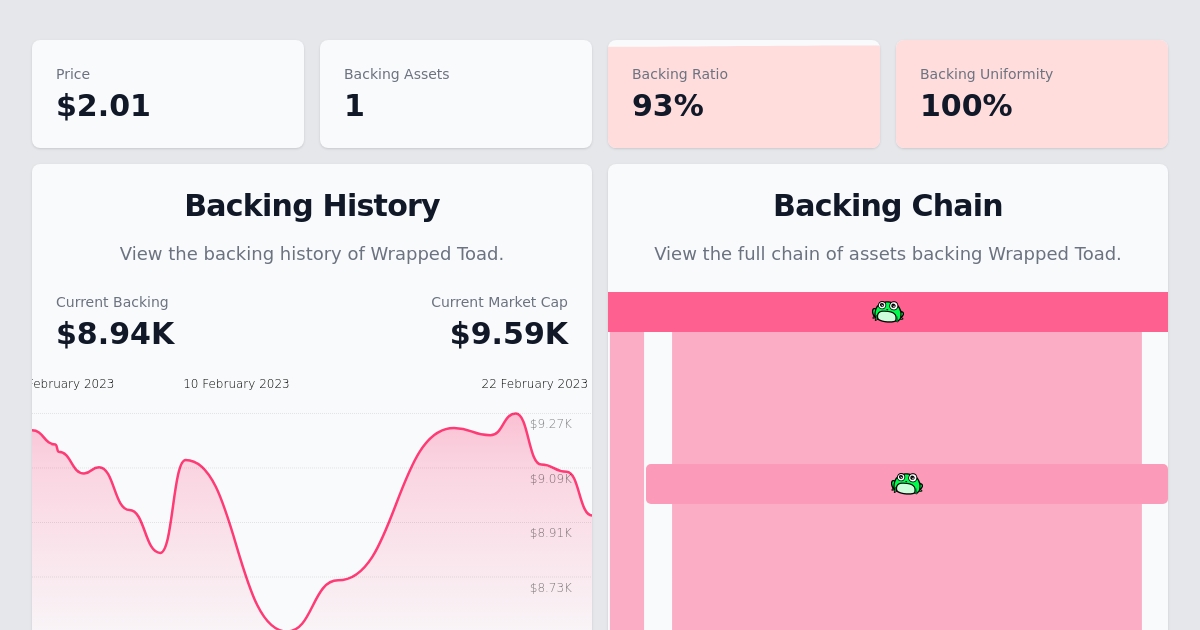 Price
$2.01
Backing Assets
1
Backing Ratio
93%
Backing Uniformity
100%
Backing History
View the backing history of Wrapped Toad.
Current Backing
$8.94K
Current Market Cap
$9.59K
February 2023
10 February 2023
22 February 2023
$9.27K
$9.09K
$8.91K
$8.73K
Backing Chain
View the full chain of assets backing Wrapped Toad.